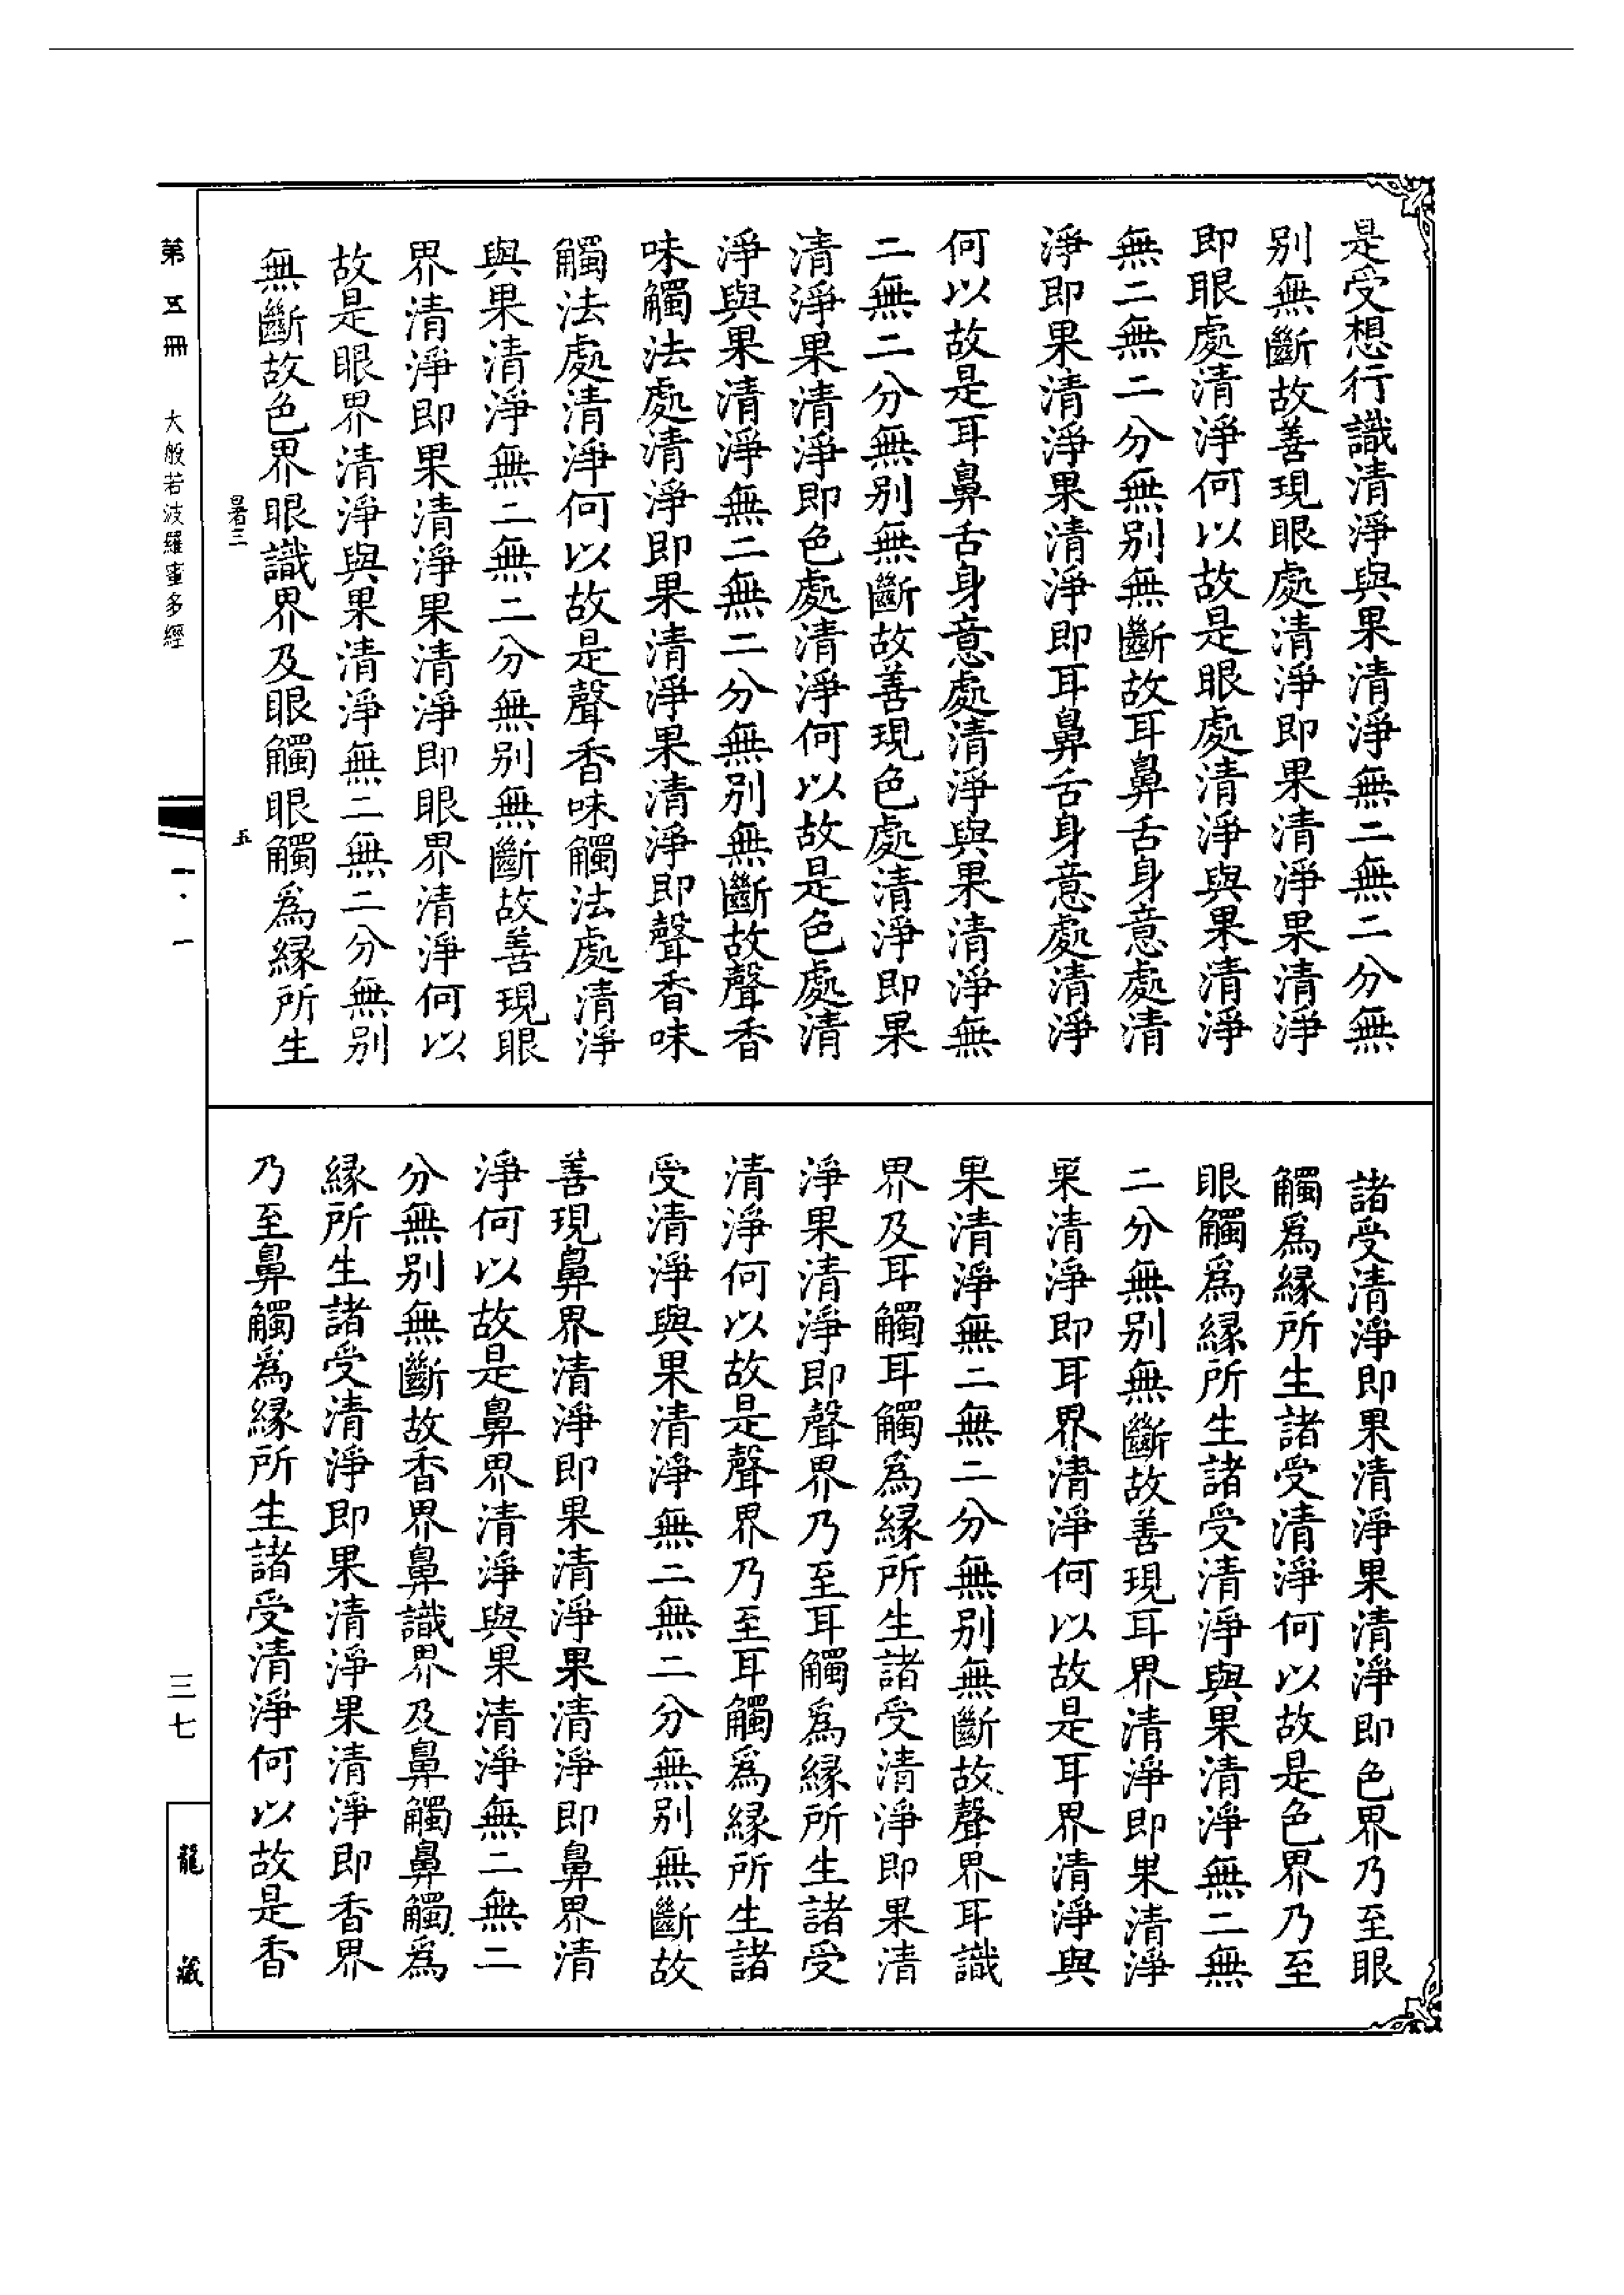 是受想行識清淨與果清淨無二無二分無
别無斷故善現眼處清淨即果清淨果清淨
即眼處清淨何以故是眼處清淨與果清淨
無二無二分無别無斷故耳鼻舌身意處清
淨即果清淨果清淨即耳鼻舌身意處清淨
何以故是耳鼻舌身意處清淨與果清淨無
二無二分無别無斷故善現色處清淨即果
清淨果清淨即色處清淨何以故是色處清
淨與果清淨無二無二分無别無斷故聲香
味觸法處清淨即果清淨果清淨即聲香味
觸法處清淨何以故是聲香味觸法處清淨
與果清淨無二無二分無别無斷故善現眼
界清淨即果清淨果清淨即眼界清淨何以
故是眼界清淨與果清淨無二無二分無别
無斷故色界眼識界及眼觸眼觸爲緣所生
諸受清淨即果清淨果清淨即色界乃至眼
觸爲緣所生諸受清淨何以故是色界乃至
眼觸爲緣所生諸受清淨與果清淨無二無
二分無别無斷故善現耳界清淨即果清淨
果清淨即耳界清淨何以故是耳界清淨與
果清淨無二無二分無别無斷故聲界耳識
界及耳觸耳觸爲緣所生諸受清淨即果清
淨果清淨即聲界乃至耳觸爲緣所生諸受
清淨何以故是聲界乃至耳觸爲緣所生諸
受清淨與果清淨無二無二分無别無斷故
善現鼻界清淨即果清淨果清淨即鼻界清
淨何以故是鼻界清淨與果清淨無二無二
分無别無斷故香界鼻識界及鼻觸鼻觸爲
緣所生諸受清淨即果清淨果清淨即香界
乃至鼻觸爲緣所生諸受清淨何以故是香
暑三
五
第五冊 大般若波羅蜜多經
一·一
三七
龍藏